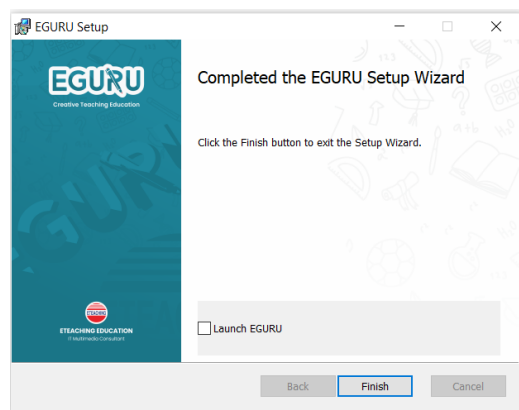 EGURU Setup
EGURU
Creative Teaching Education
Completed the EGURU Setup Wizard
Click the Finish button to exit the Setup Wizard.
EGURU
ETEACHING
ETEACHING EDUCATION
IT Multimedia Consultant
Launch EGURU
Back
Finish
Cancel